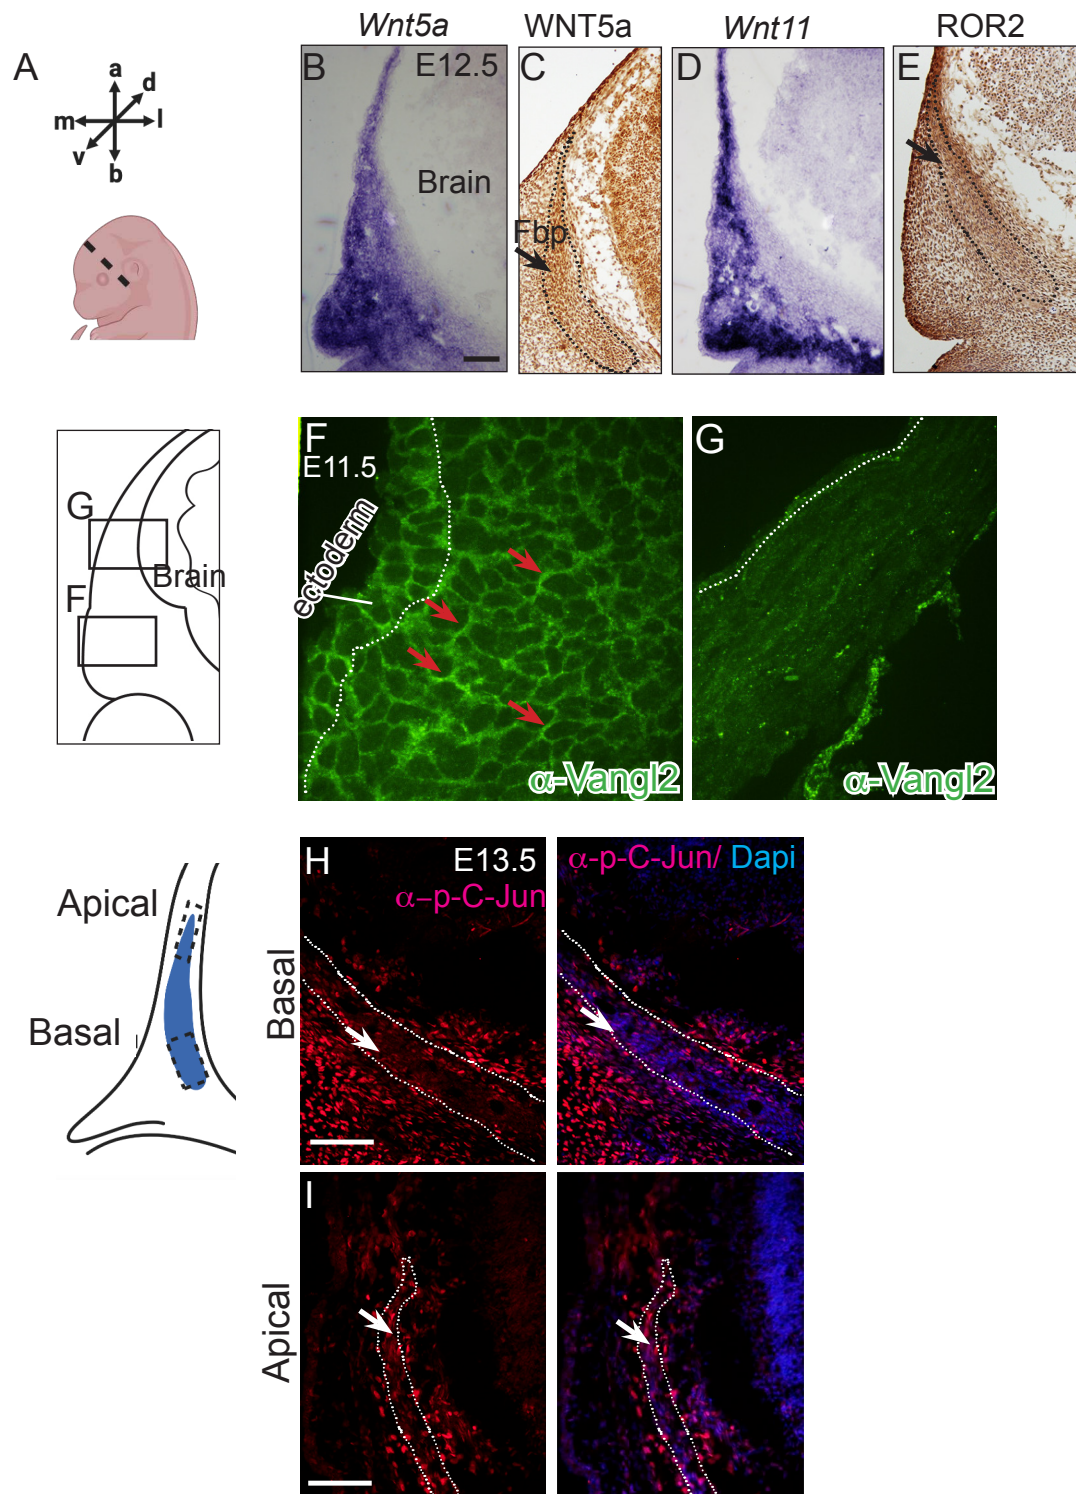 Wnt5a
WNT5a
Wnt11
ROR2
A
a
d
m
l
v
b
B
E12.5
Brain
C
Fbp
D
E
G
Brain
F
F
E11.5
ectoderm
α-Vangl2
G
α-Vangl2
Apical
Basal
Basal
H
E13.5
α-p-C-Jun
α-p-C-Jun/ Dapi
Apical
I